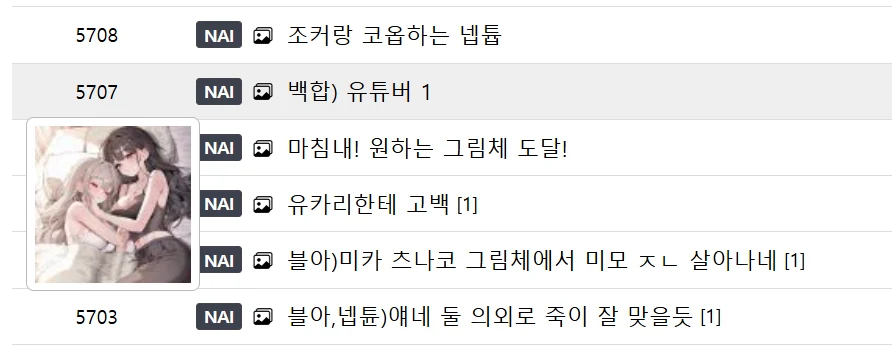 5708 NAI 조커랑 코옵하는 넵튭
5707 NAI 백합) 유튜버 1
NAI 마침내! 원하는 그림체 도달!
NAI 유카리한테 고백 [1]
NAI 블아)미카 츠나코 그림체에서 미모 ㅈㄴ 살아나네 [1]
5703 NAI 블아,넵튠)얘네 둘 의외로 죽이 잘 맞을듯 [1]